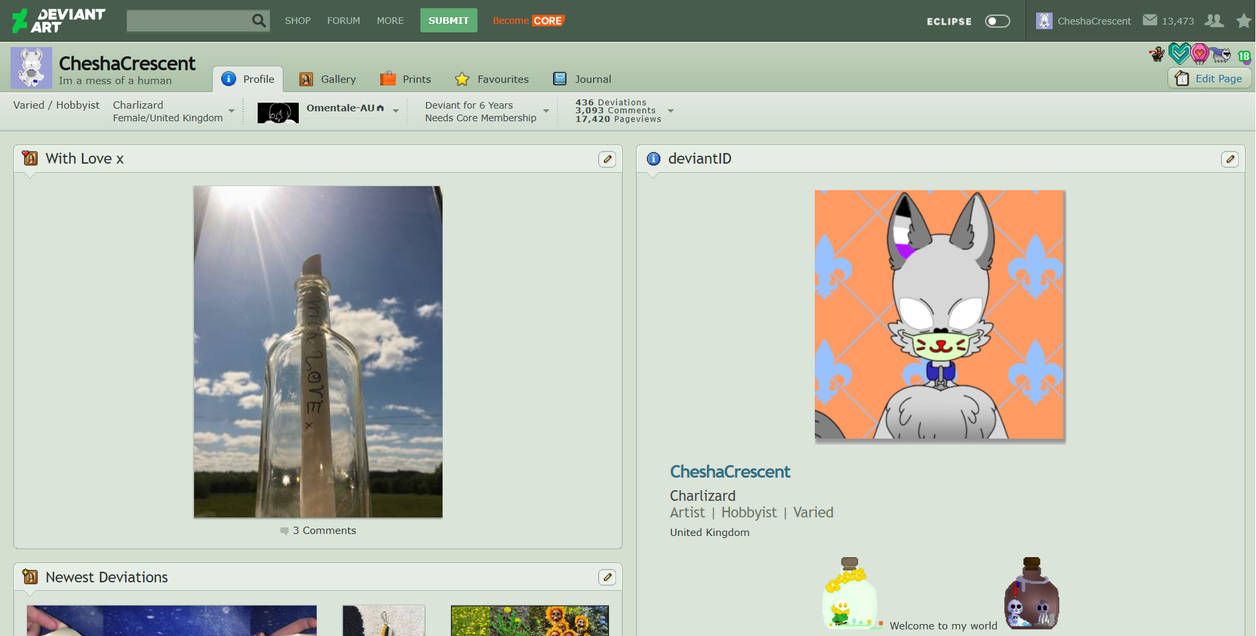 DEVIANT
ART
SHOP
FORUM
MORE
SUBMIT
Become CORE
ECLIPSE
CheshaCrescent
13,473
CheshaCrescent
Im a mess of a human
Profile
Gallery
Prints
Favourites
Journal
18
Edit Page
Varied / Hobbyist
Charlizard
Female/United Kingdom
Omentale-AU
Deviant for 6 Years
Needs Core Membership
436 Deviations
3,093 Comments
17,420 Pageviews
With Love x
LOVE x
3 Comments
Newest Deviations
deviantID
CheshaCrescent
Charlizard
Artist | Hobbyist | Varied
United Kingdom
Welcome to my world